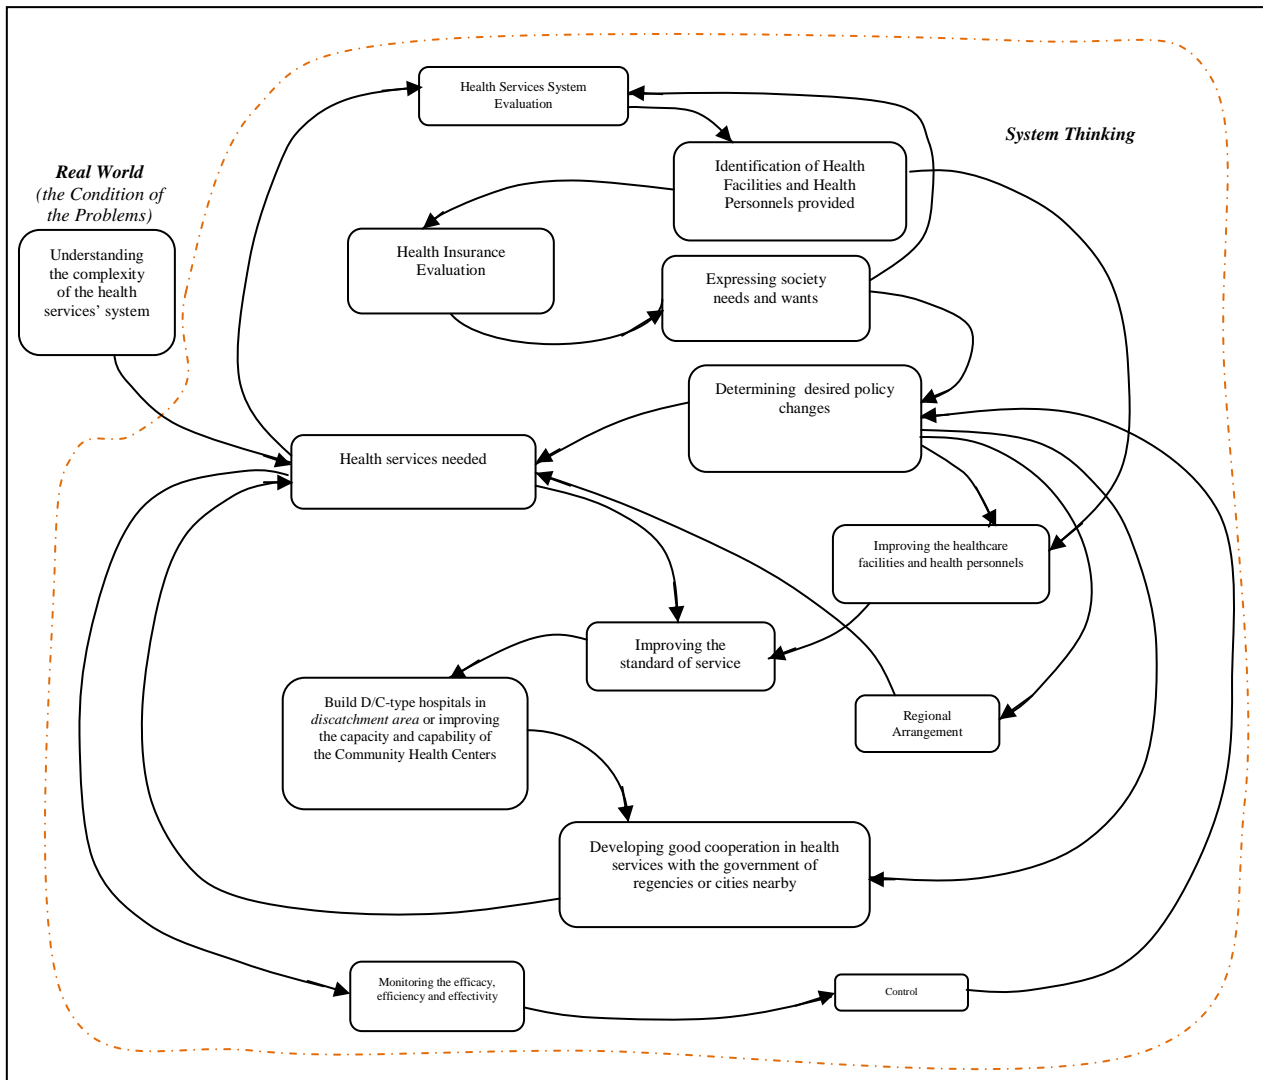 Health Services System
Evaluation
System Thinking
Real World
(the Condition of
the Problems)
Identification of Health
Facilities and Health
Personnels provided
Understanding
the complexity
of the health
services' system
Health Insurance
Evaluation
Expressing society
needs and wants
Determining desired policy
changes
Health services needed
Improving the healthcare
facilities and health personnels
Improving the
standard of service
Build D/C-type hospitals in
discatchment area or improving
the capacity and capability of
the Community Health Centers
Regional
Arrangement
Developing good cooperation in health
services with the government of
regencies or cities nearby
Monitoring the efficacy,
efficiency and effectivity
Control